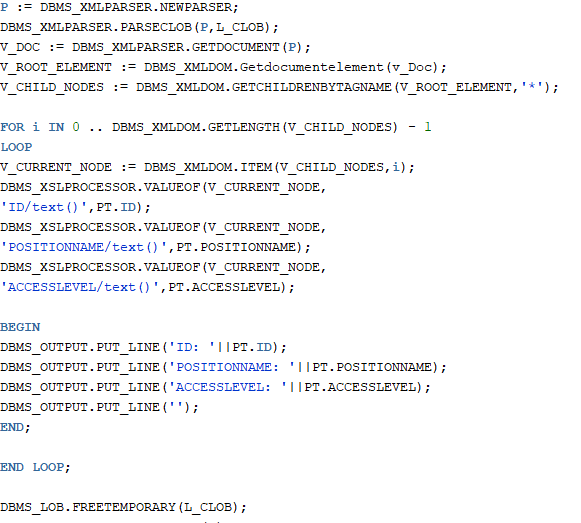 P := DBMS_XMLPARSER.NEWPARSER;
DBMS_XMLPARSER.PARSECLOB(P,L_CLOB);
V_DOC := DBMS_XMLPARSER.GETDOCUMENT(P);
V_ROOT_ELEMENT := DBMS_XMLDOM.Getdocumentelement(v_Doc);
V_CHILD_NODES := DBMS_XMLDOM.GETCHILDRENBYTAGNAME(V_ROOT_ELEMENT,'*');
FOR i IN 0 .. DBMS_XMLDOM.GETLENGTH(V_CHILD_NODES) - 1
LOOP
V_CURRENT_NODE := DBMS_XMLDOM.ITEM(V_CHILD_NODES,i);
DBMS_XSLPROCESSOR.VALUEOF(V_CURRENT_NODE,
'ID/text()',PT.ID);
DBMS_XSLPROCESSOR.VALUEOF(V_CURRENT_NODE,
'POSITIONNAME/text()',PT.POSITIONNAME);
DBMS_XSLPROCESSOR.VALUEOF(V_CURRENT_NODE,
'ACCESSLEVEL/text()',PT.ACCESSLEVEL);
BEGIN
DBMS_OUTPUT.PUT_LINE('ID: '||PT.ID);
DBMS_OUTPUT.PUT_LINE('POSITIONNAME: '||PT.POSITIONNAME);
DBMS_OUTPUT.PUT_LINE('ACCESSLEVEL: '||PT.ACCESSLEVEL);
DBMS_OUTPUT.PUT_LINE('');
END;
END LOOP;
DBMS_LOB.FREETEMPORARY(L_CLOB);